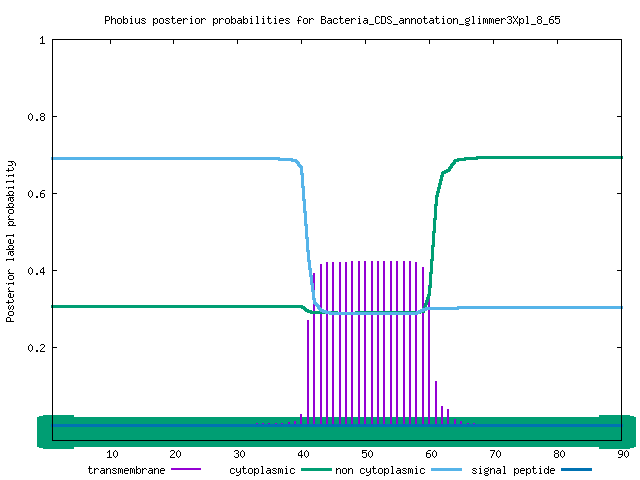 Phobius posterior probabilities for Bacteria_CDS_annotation_glimmer3Xpl_8_65
1
0.8
0.6
0.4
0.2
Posterior label probability
10 20 30 40 50 60 70 80 90
transmembrane cytoplasmic non cytoplasmic signal peptide